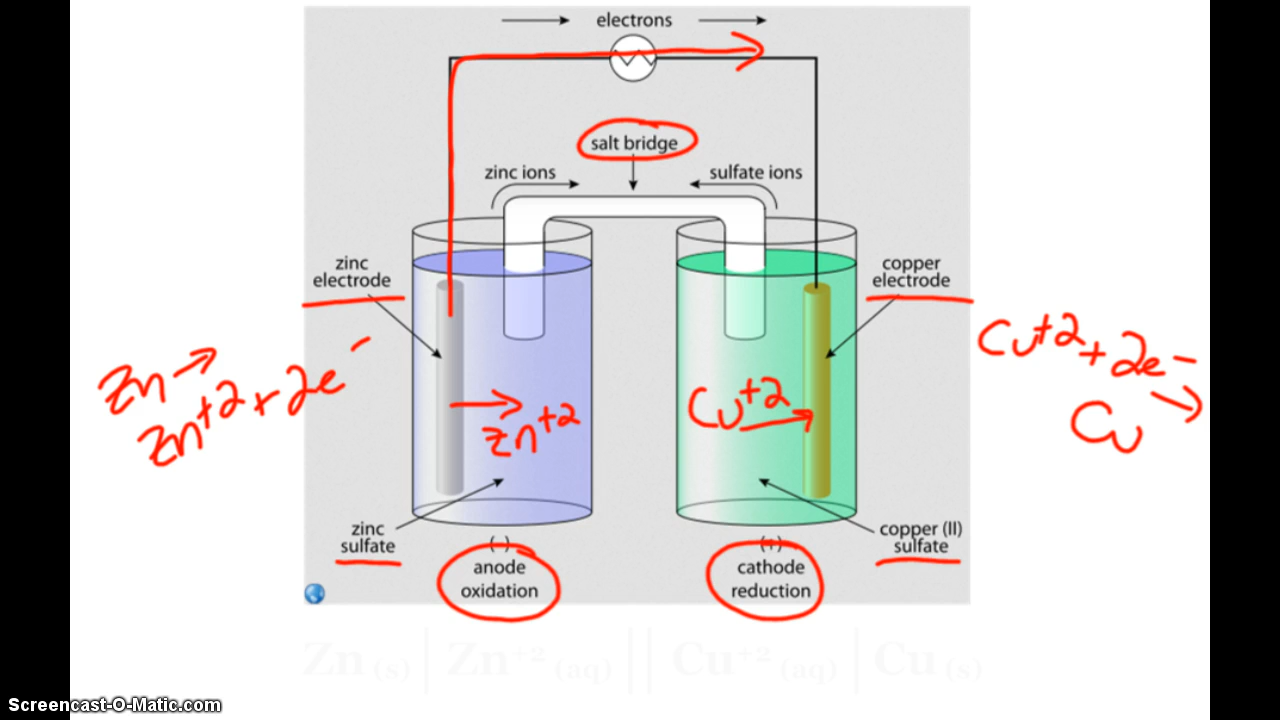 electrons
salt bridge
zinc ions
sulfate ions
zinc
electrode
copper
electrode
Zn →
Zn+2 + 2e-
Zn+2
Cu+2
Cu+2 + 2e-
→
Cu
zinc
sulfate
copper (II)
sulfate
(-)
anode
oxidation
(+)
cathode
reduction
Zn (s) | Zn+2 (aq) || Cu+2 (aq) | Cu (s)
Screencast-O-Matic.com